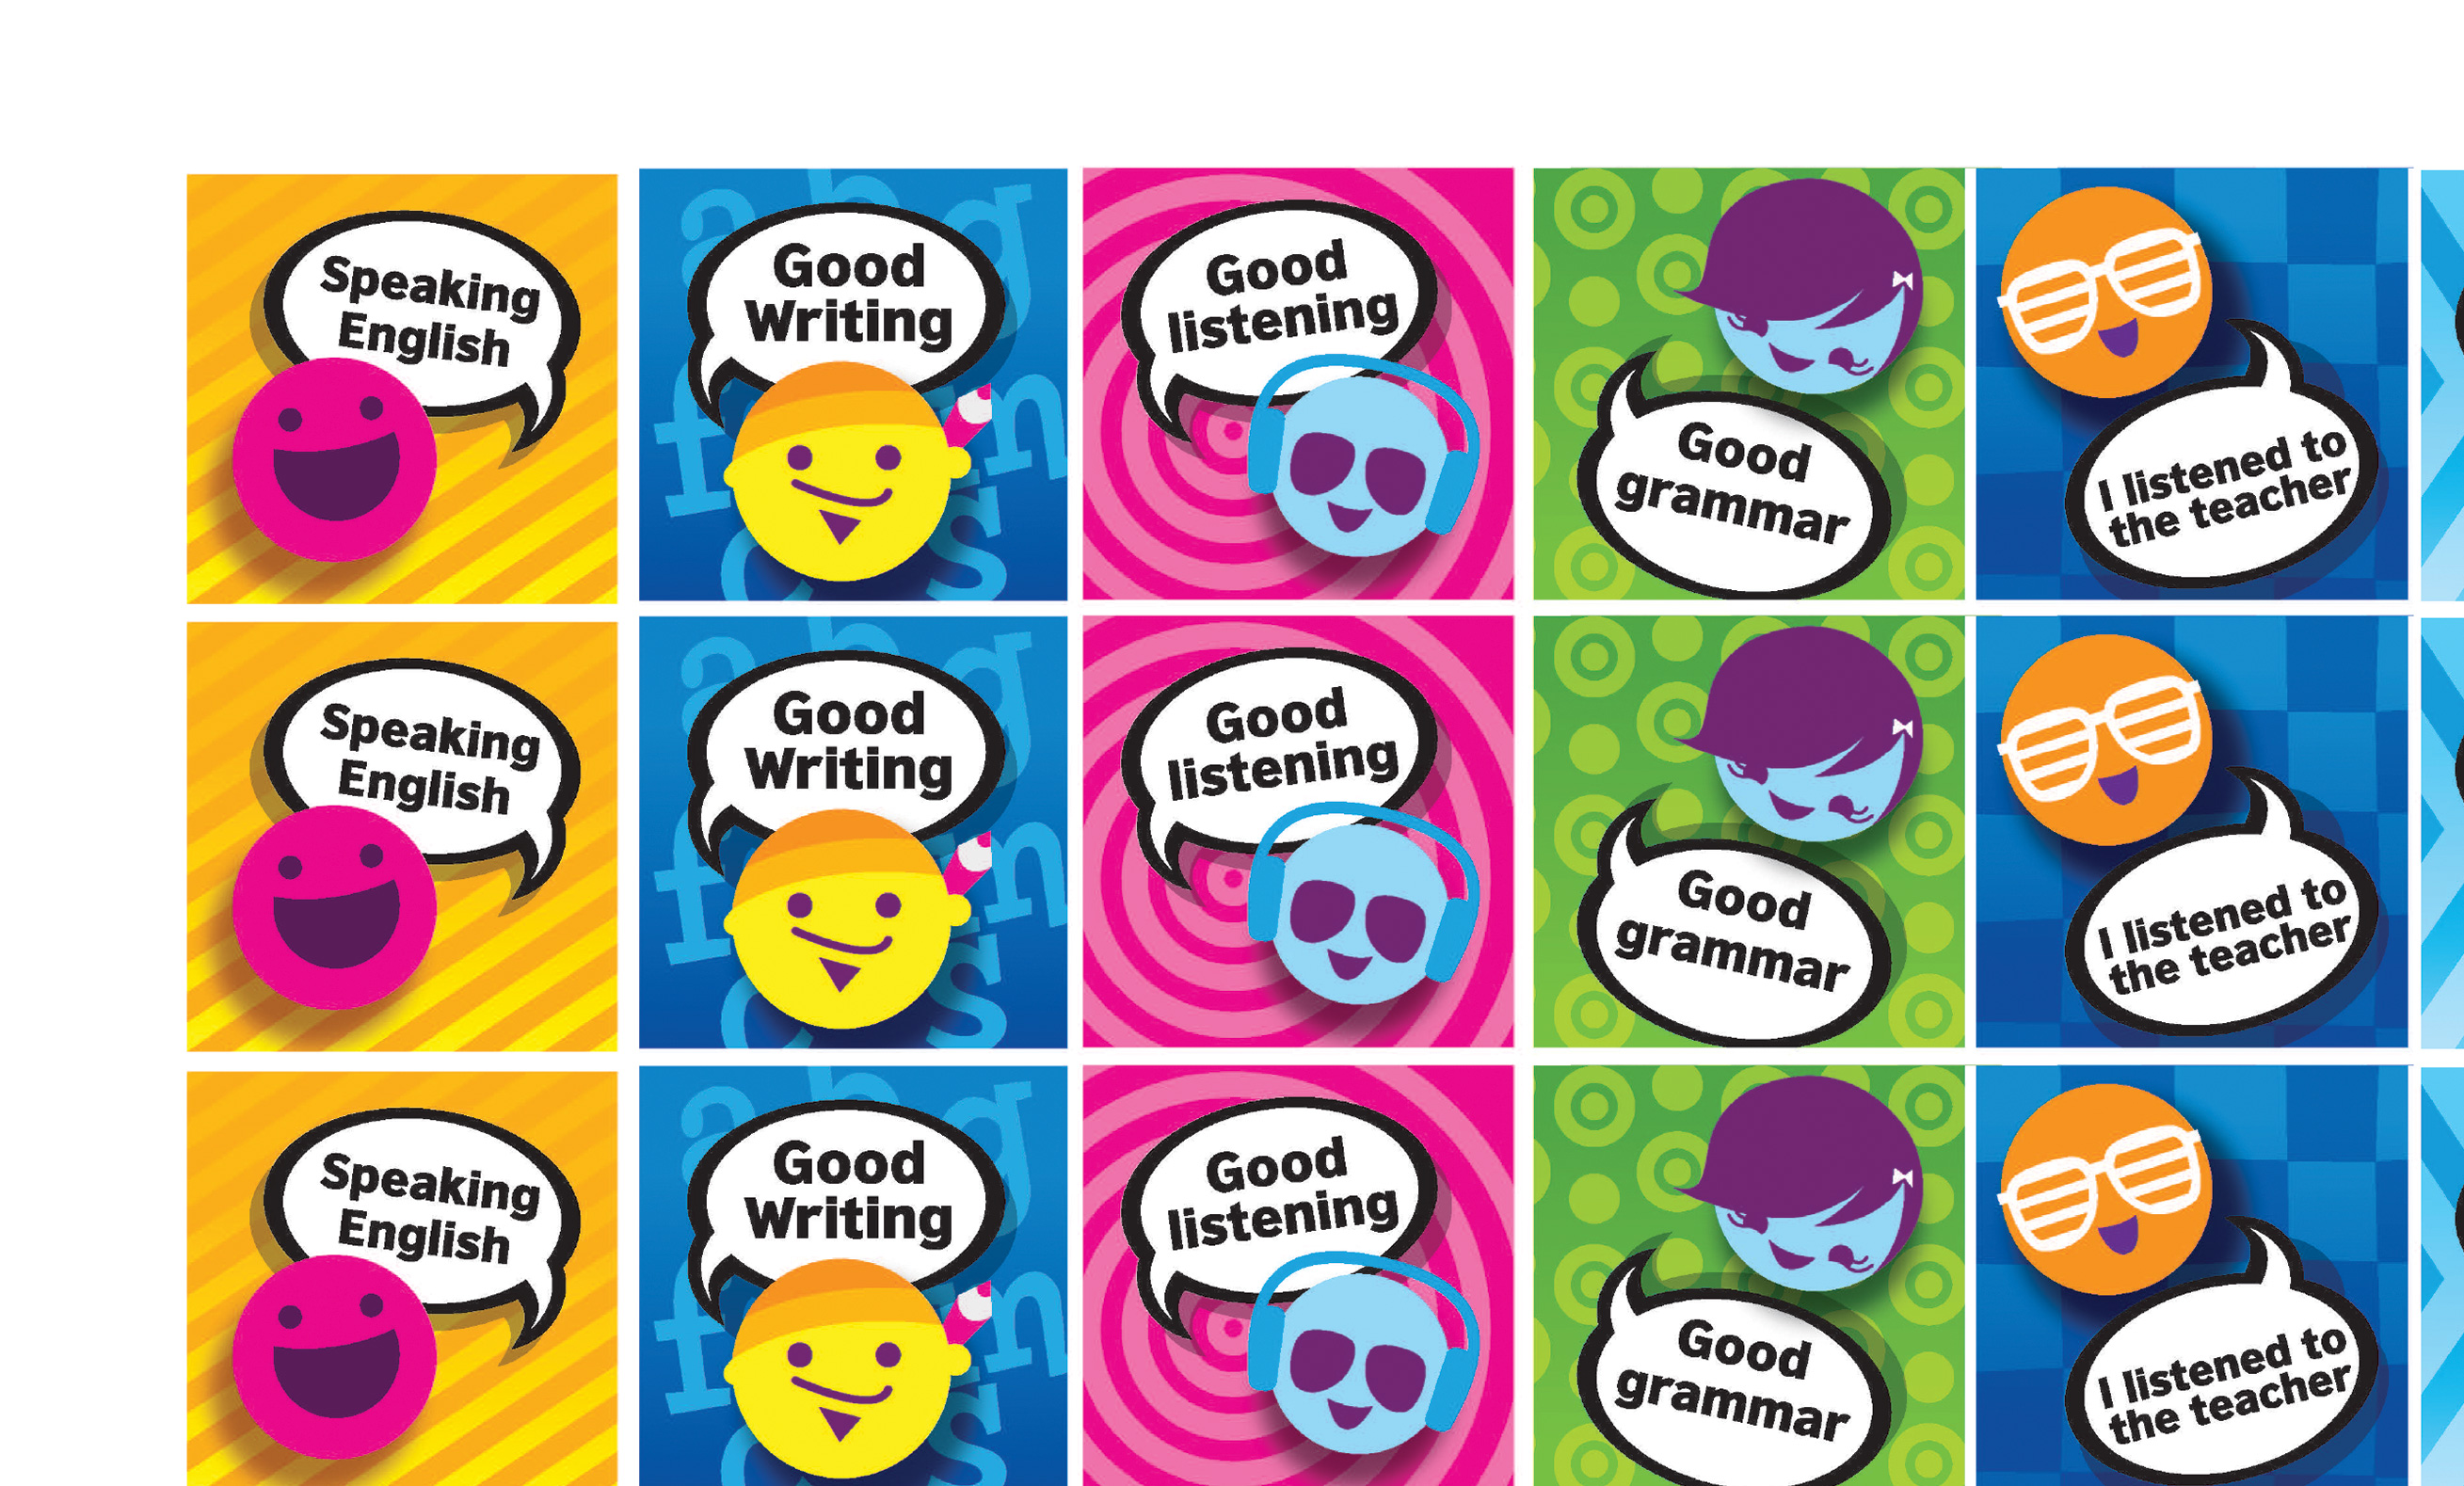 Speaking
English
Good
Writing
Good
listening
Good
grammar
I listened to
the teacher
Speaking
English
Good
Writing
Good
listening
Good
grammar
I listened to
the teacher
Speaking
English
Good
Writing
Good
listening
Good
grammar
I listened to
the teacher